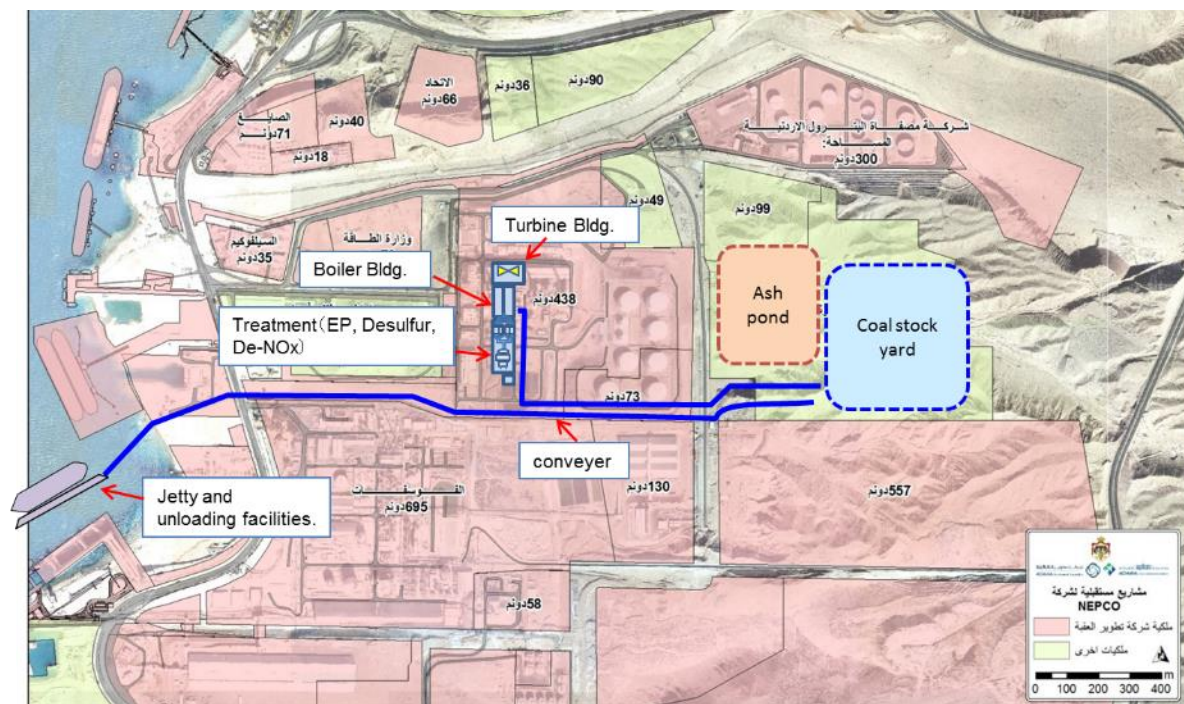 الاتحاد
66دونم
36دونم
90دونم
الصايغ
71دونم
40دونم
18دونم
شركة مصفاة البترول الاردنية
المساحة:
300دونم
49دونم
99دونم
السيلفوكيم
35دونم
وزارة الطاقة
Turbine Bldg.
Boiler Bldg.
438دونم
Treatment(EP, Desulfur,
De-NOx)
Ash
pond
Coal stock
yard
73دونم
conveyer
Jetty and
unloading facilities.
695دونم
130دونم
557دونم
58دونم
مشاريع مستقبلية لشركة
NEPCO
ملكية شركة تطوير العقبة
ملكيات اخرى
0 100 200 300 400 m